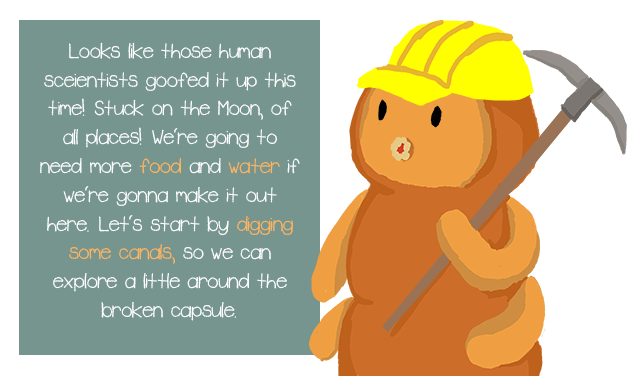 Looks like those human
sceientists goofed it up this
time! Stuck on the Moon, of
all places! We're going to
need more food and water if
we're gonna make it out
here. Let's start by digging
some canals, so we can
explore a little around the
broken capsule.